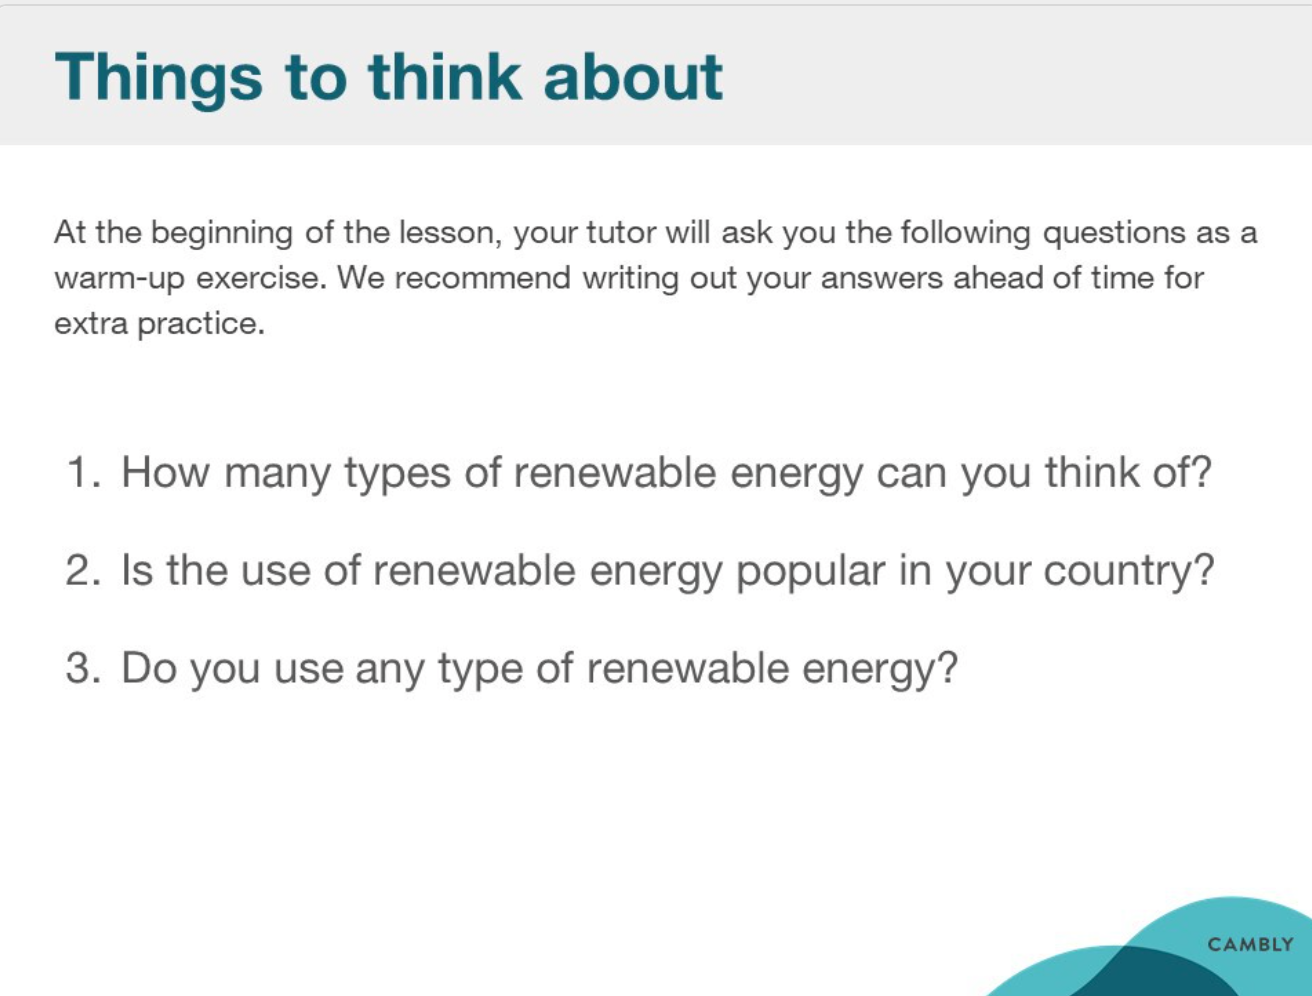 Things to think about
At the beginning of the lesson, your tutor will ask you the following questions as a
warm-up exercise. We recommend writing out your answers ahead of time for
extra practice.
1. How many types of renewable energy can you think of?
2. Is the use of renewable energy popular in your country?
3. Do you use any type of renewable energy?
CAMBLY